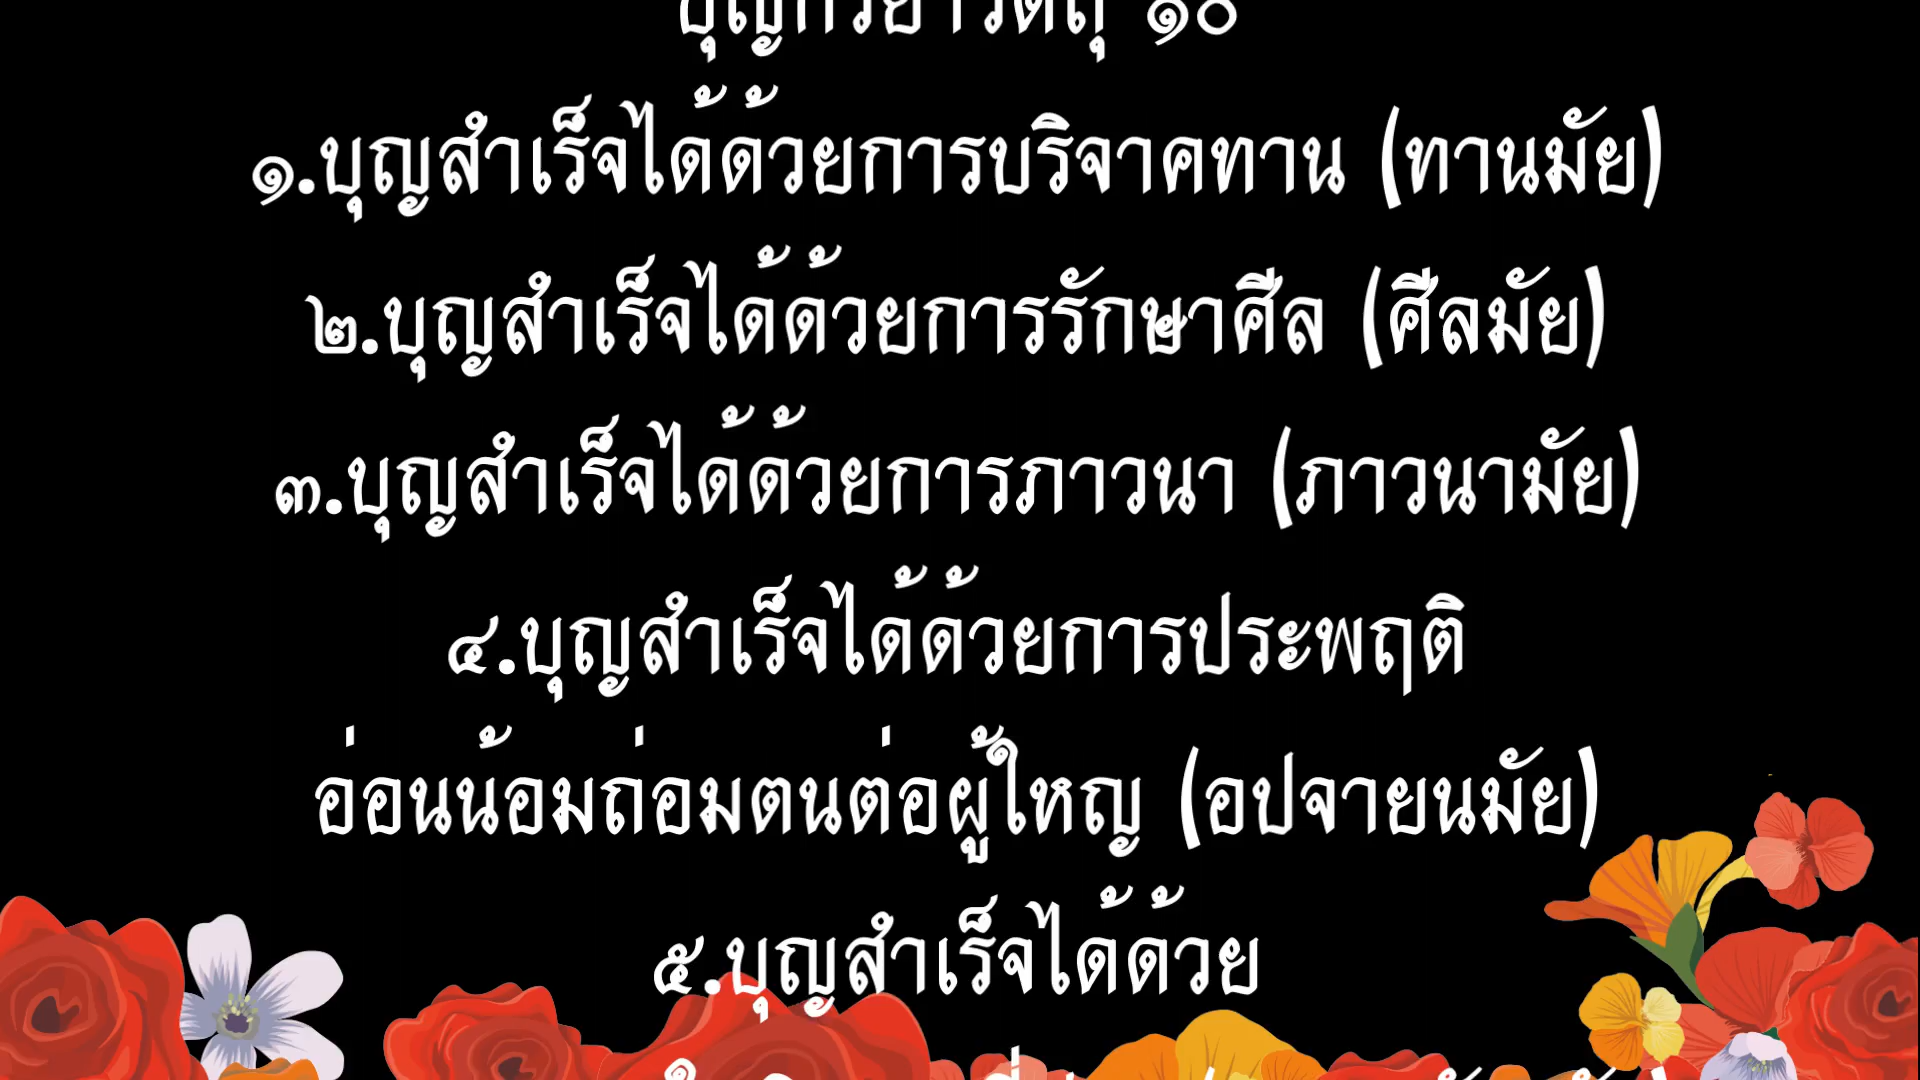 บุญกิริยาวัตถุ ๑๐
๑.บุญสำเร็จได้ด้วยการบริจาคทาน (ทานมัย)
๒.บุญสำเร็จได้ด้วยการรักษาศีล (ศีลมัย)
๓.บุญสำเร็จได้ด้วยการภาวนา (ภาวนามัย)
๔.บุญสำเร็จได้ด้วยการประพฤติ
อ่อนน้อมถ่อมตนต่อผู้ใหญ่ (อปจายนมัย)
๕.บุญสำเร็จได้ด้วย